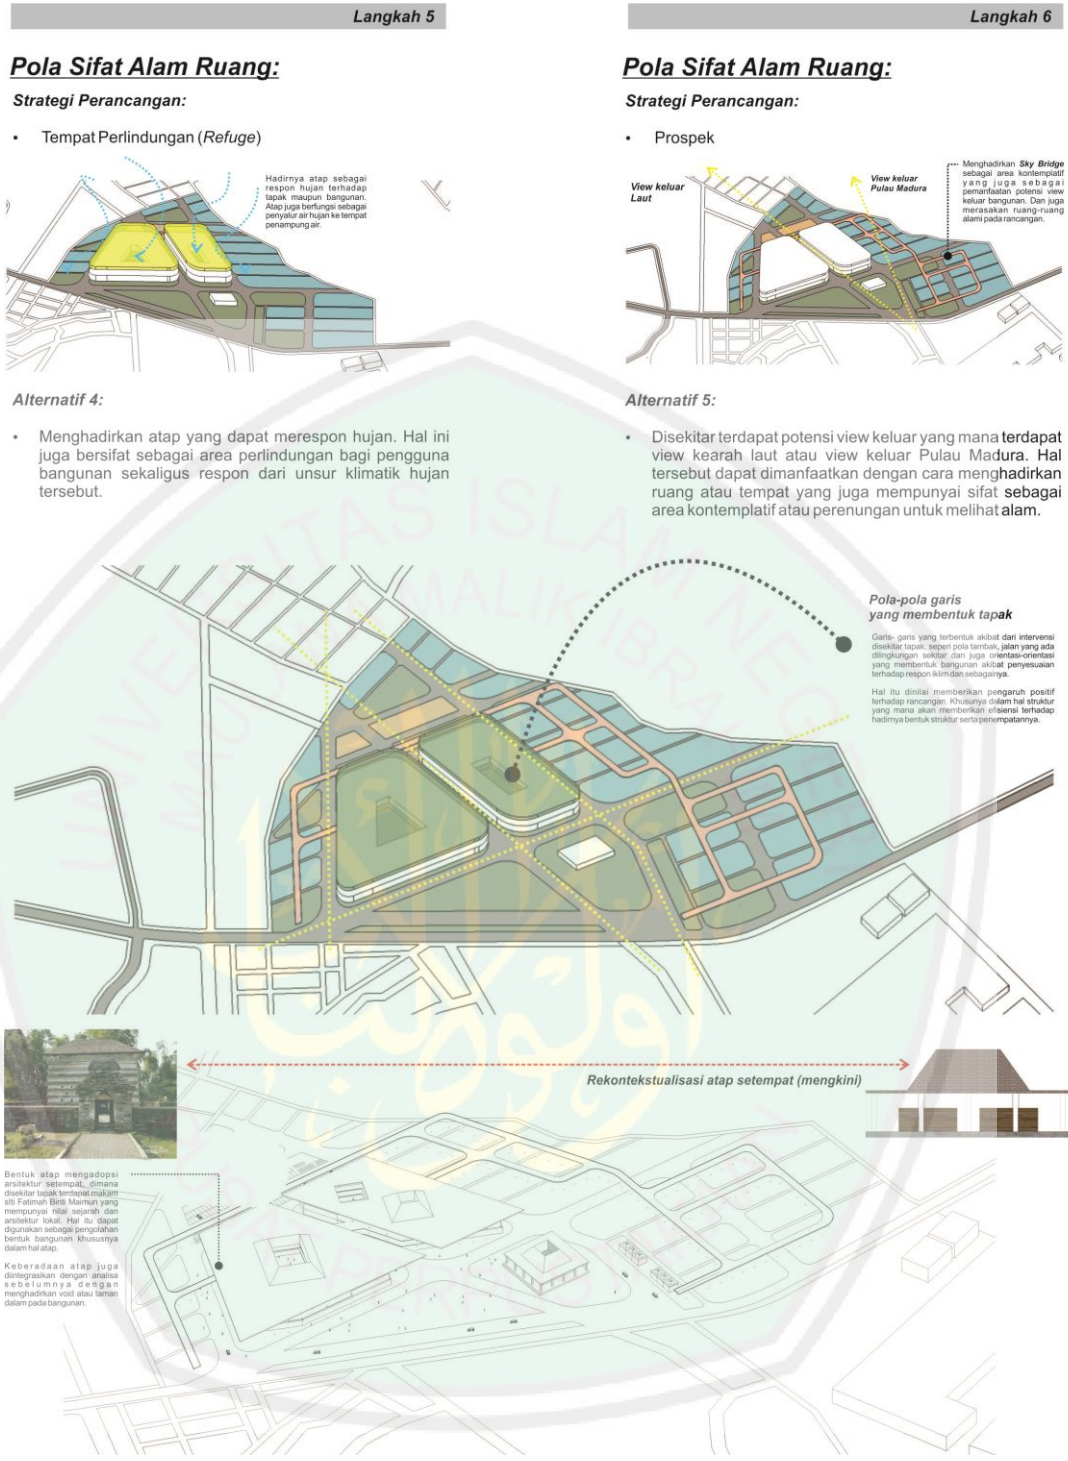 Langkah 5
Pola Sifat Alam Ruang:
Strategi Perancangan:
• Tempat Perlindungan (Refuge)
Hadirnya atap sebagai
respon hujan terhadap
tapak maupun bangunan.
Atap juga berfungsi sebagai
penyalur air hujan ke tempat
penampung air.
Alternatif 4:
• Menghadirkan atap yang dapat merespon hujan. Hal ini
juga bersifat sebagai area perlindungan bagi pengguna
bangunan sekaligus respon dari unsur klimatik hujan
tersebut.
Langkah 6
Pola Sifat Alam Ruang:
Strategi Perancangan:
• Prospek
View keluar
Laut
View keluar
Pulau Madura
Menghadirkan Sky Bridge
sebagai area kontemplatif
yang juga sebagai
pemanfaatan potensi view
keluar bangunan. Dan juga
merasakan ruang-ruang
alami pada rancangan.
Alternatif 5:
• Disekitar terdapat potensi view keluar yang mana terdapat
view kearah laut atau view keluar Pulau Madura. Hal
tersebut dapat dimanfaatkan dengan cara menghadirkan
ruang atau tempat yang juga mempunyai sifat sebagai
area kontemplatif atau perenungan untuk melihat alam.
Pola-pola garis
yang membentuk tapak
Garis- garis yang terbentuk akibat dari intervensi
disekitar tapak, seperi pola tambak, jalan yang ada
dilingkungan sekitar dan juga orientasi-orientasi
yang membentuk bangunan akibat penyesuaian
terhadap respon iklim dan sebagainya.
Hal itu dinilai memberikan pengaruh positif
terhadap rancangan. Khusunya dalam hal struktur
yang mana akan memberikan efisiensi terhadap
hadirnya bentuk struktur serta penempatannya.
Rekontekstualisasi atap setempat (mengkini)
Bentuk atap mengadopsi
arsitektur setempat, dimana
disekitar tapak terdapat makam
siti Fatimah Binti Maimun yang
mempunyai nilai sejarah dan
arsitektur lokal. Hal itu dapat
digunakan sebagai pengolahan
bentuk bangunan khususnya
dalam hal atap.
Keberadaan atap juga
diintegrasikan dengan analisa
sebelumnya dengan
menghadirkan void atau taman
dalam pada bangunan.